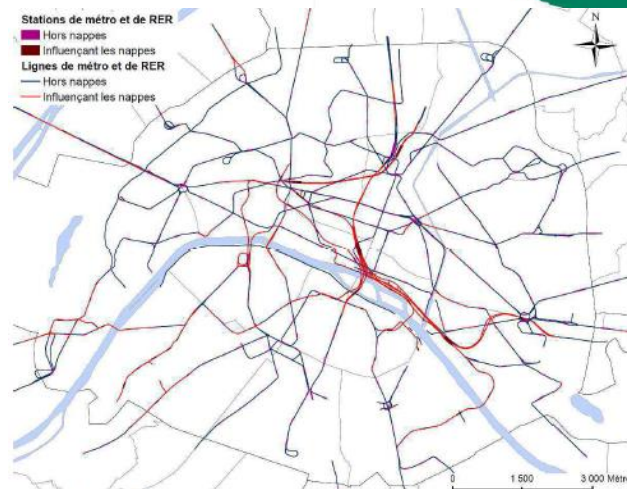 Stations de métro et de RER
Hors nappes
Influençant les nappes
Lignes de métro et de RER
Hors nappes
Influençant les nappes
N
0 1 500 3 000 Mètre